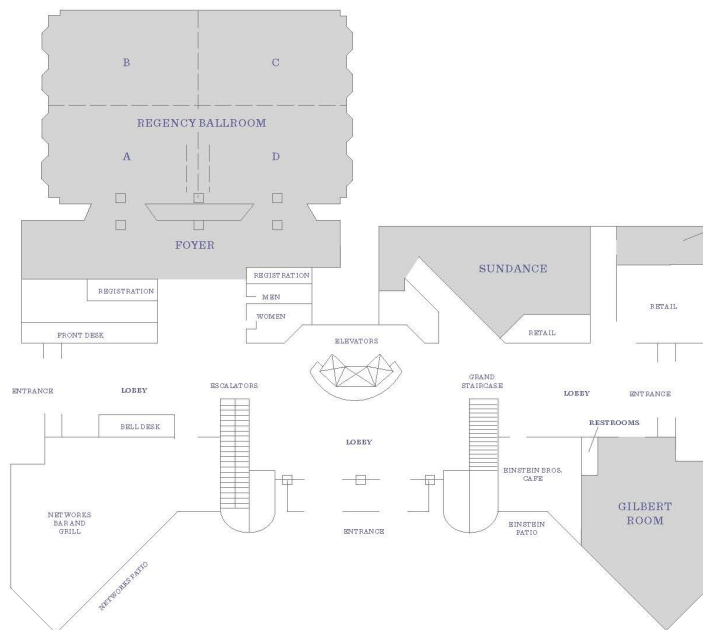 B
C
REGENCY BALLROOM
A
D
FOYER
SUNDANCE
REGISTRATION
REGISTRATION
MEN
RETAIL
WOMEN
FRONT DESK
ELEVATORS
RETAIL
ENTRANCE
LOBBY
ESCALATORS
GRAND
STAIRCASE
LOBBY
ENTRANCE
BELL DESK
RESTROOMS
LOBBY
EINSTEIN BROS.
CAFE
NETWORKS
BAR AND
GRILL
GILBERT
ROOM
ENTRANCE
EINSTEIN
PATIO
NETWORKS PATIO